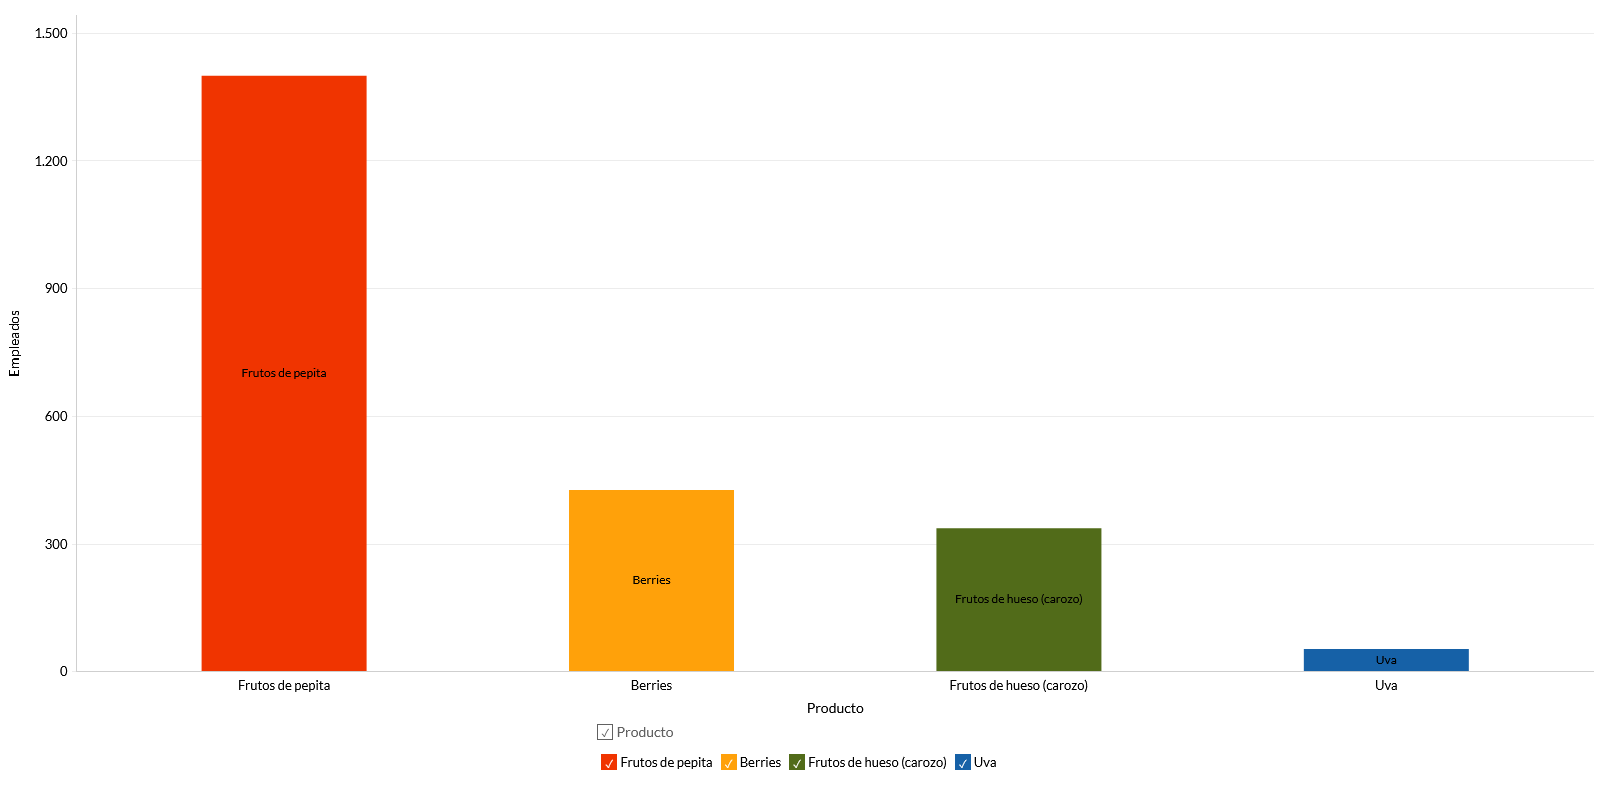 1.500
1.200
900
600
300
0
Empleados
Frutos de pepita
Berries
Frutos de hueso (carozo)
Uva
Frutos de pepita
Berries
Frutos de hueso (carozo)
Uva
Producto
Producto
Frutos de pepita
Berries
Frutos de hueso (carozo)
Uva